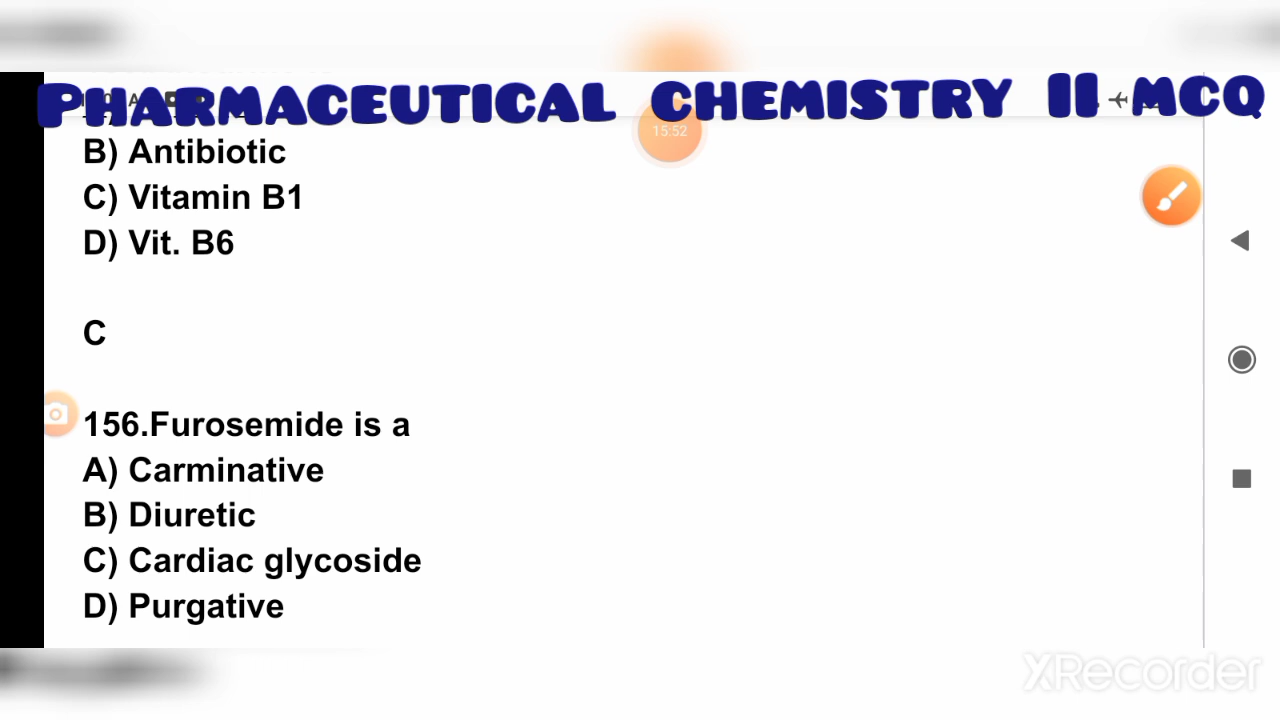 PHARMACEUTICAL CHEMISTRY II MCQ
15:52
B) Antibiotic
C) Vitamin B1
D) Vit. B6
C
156.Furosemide is a
A) Carminative
B) Diuretic
C) Cardiac glycoside
D) Purgative
XRecorder